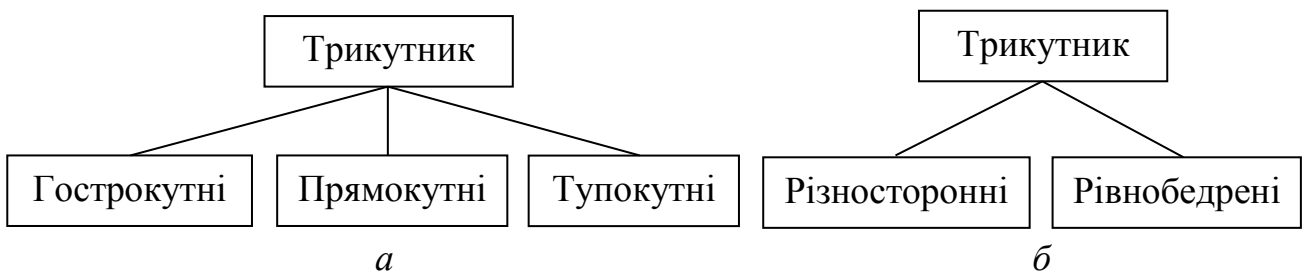 Трикутник
Трикутник
Гострокутні
Прямокутні
Тупокутні
Різносторонні
Рівнобедрені
а
б